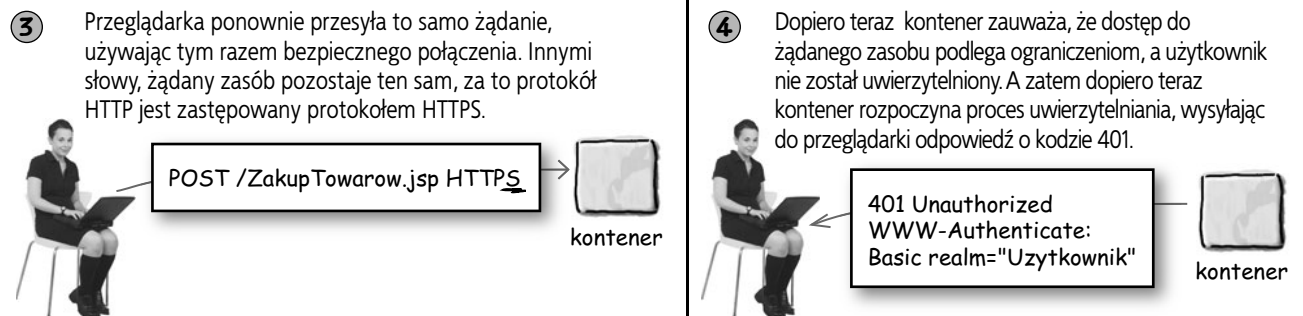 3
Przeglądarka ponownie przesyła to samo żądanie,
używając tym razem bezpiecznego połączenia. Innymi
słowy, żądany zasób pozostaje ten sam, za to protokół
HTTP jest zastępowany protokołem HTTPS.
POST /ZakupTowarow.jsp HTTPS
kontener
4
Dopiero teraz kontener zauważa, że dostęp do
żądanego zasobu podlega ograniczeniom, a użytkownik
nie został uwierzytelniony. A zatem dopiero teraz
kontener rozpoczyna proces uwierzytelniania, wysyłając
do przeglądarki odpowiedź o kodzie 401.
401 Unauthorized
WWW-Authenticate:
Basic realm="Uzytkownik"
kontener